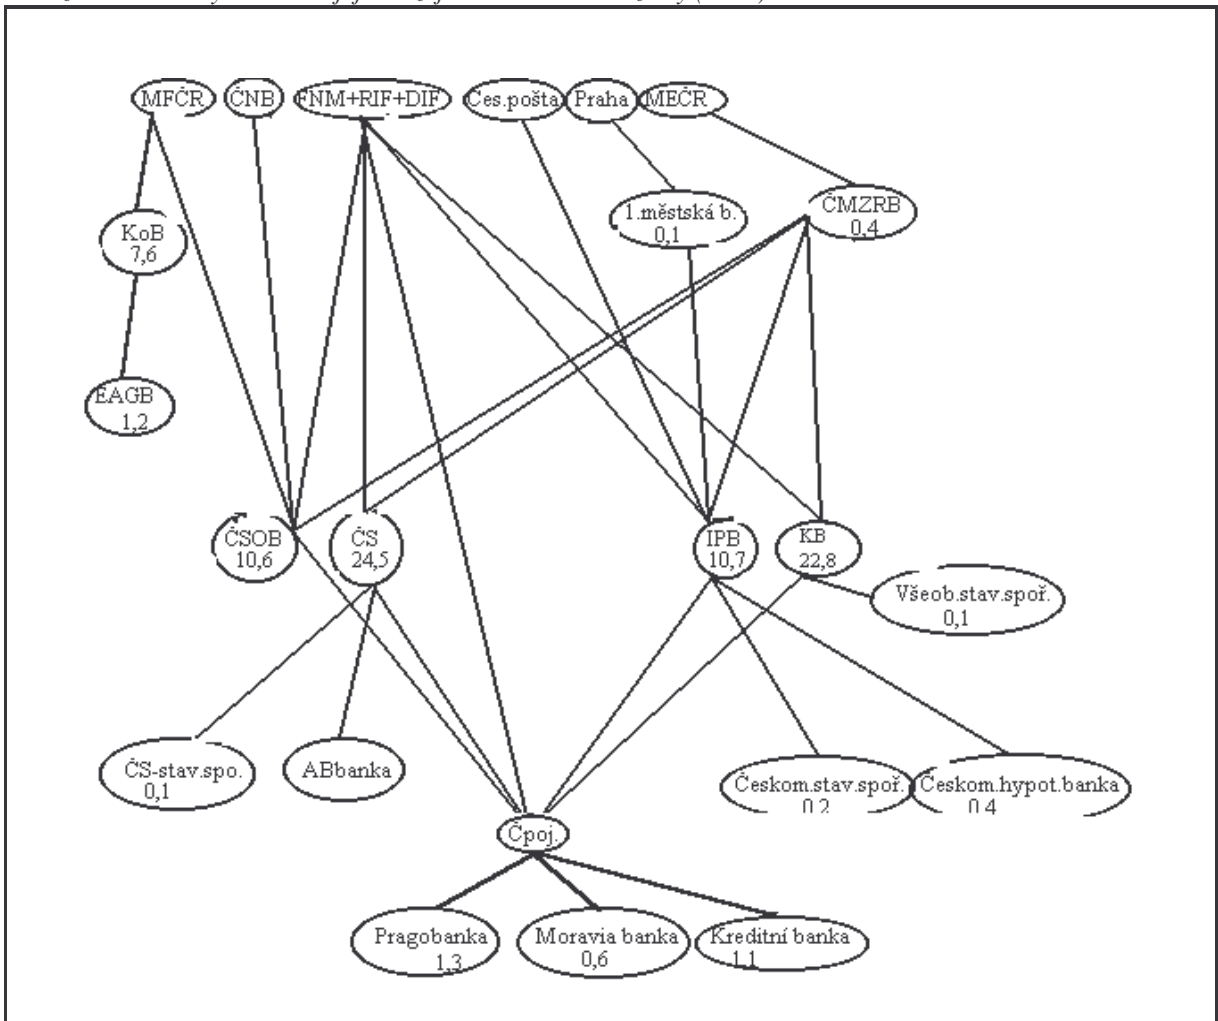 MFČR
ČNB
FNM+RIF+DIF
Čes.pošta
Praha
MEČR
1.městská b.
0,1
ČMZRB
0,4
KoB
7,6
EAGB
1,2
ČSOB
10,6
ČS
24,5
IPB
10,7
KB
22,8
Všeob.stav.spoř.
0,1
ČS-stav.spo.
0,1
ABbanka
Českom.stav.spoř.
0,2
Českom.hypot.banka
0,4
Čpoj.
Pragobanka
1,3
Moravia banka
0,6
Kreditní banka
1,1